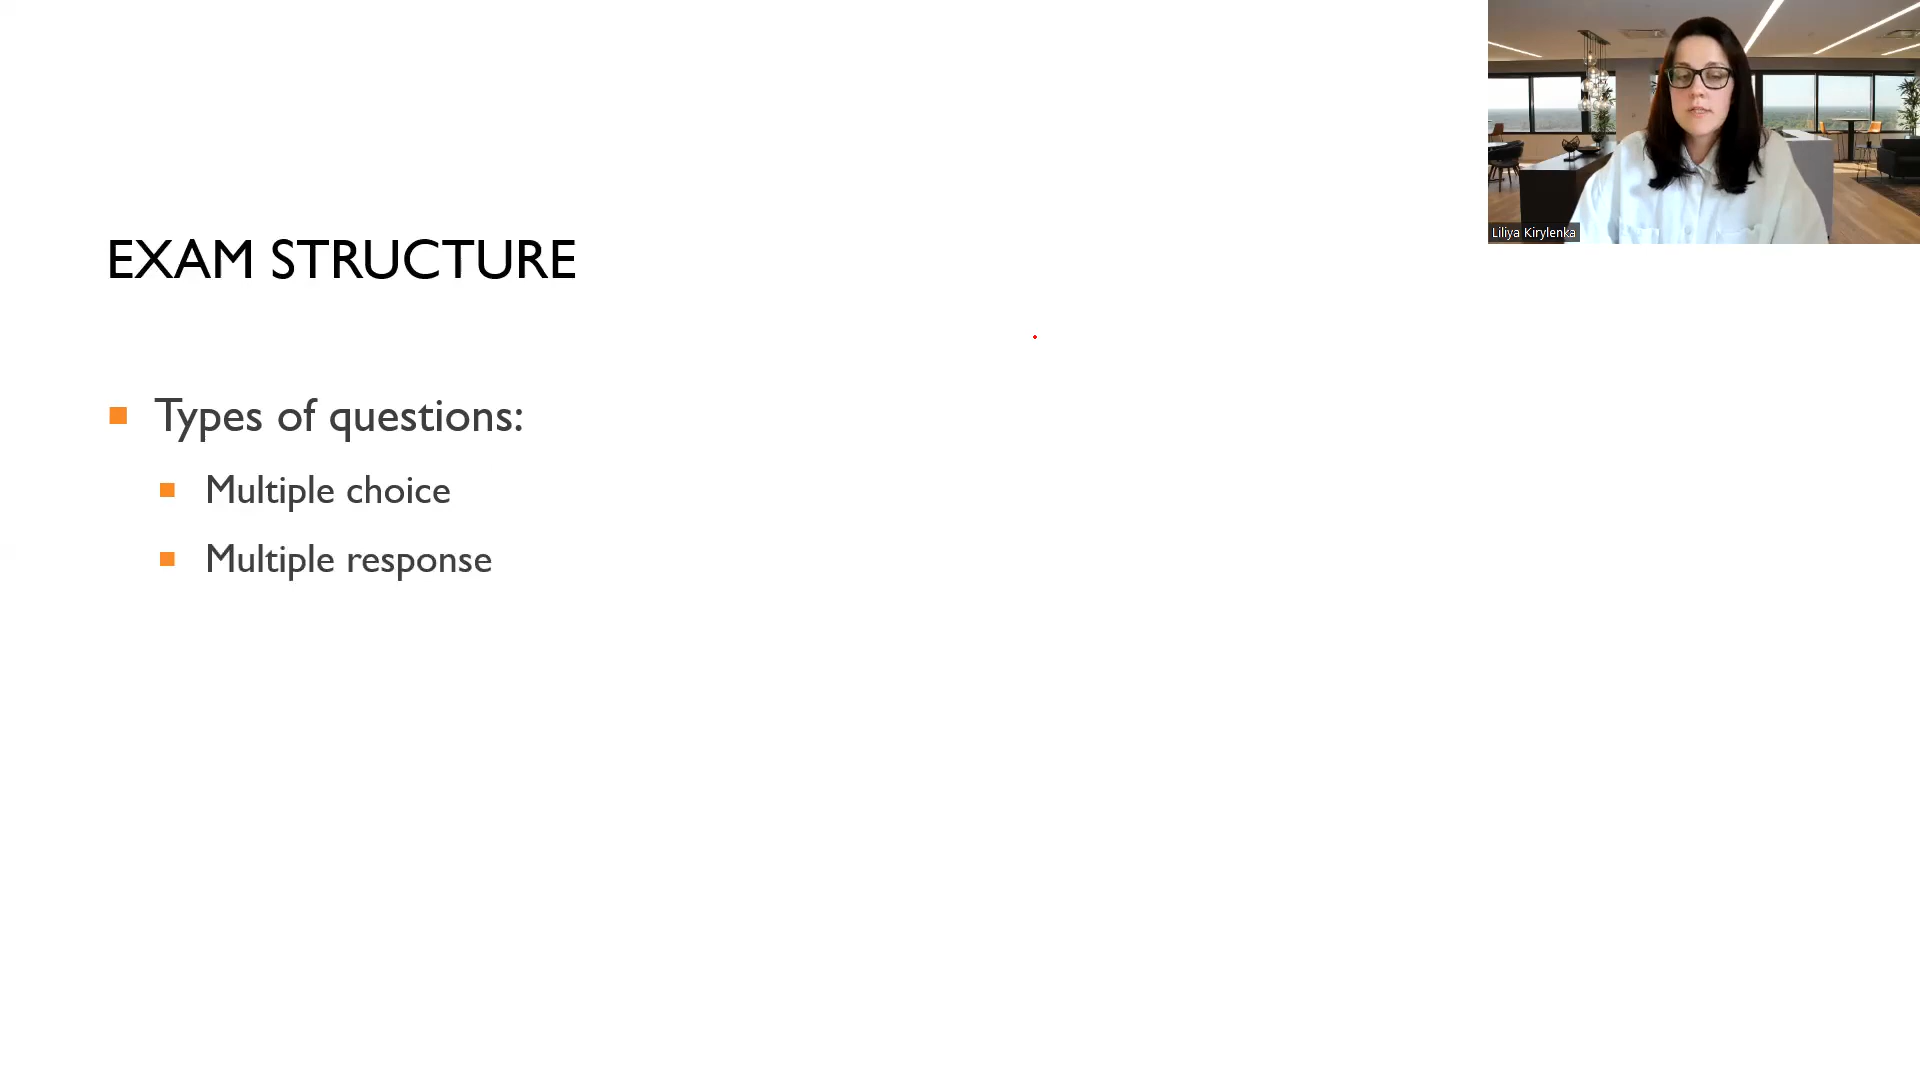 EXAM STRUCTURE
Types of questions:
Multiple choice
Multiple response
Liliya Kirylenka